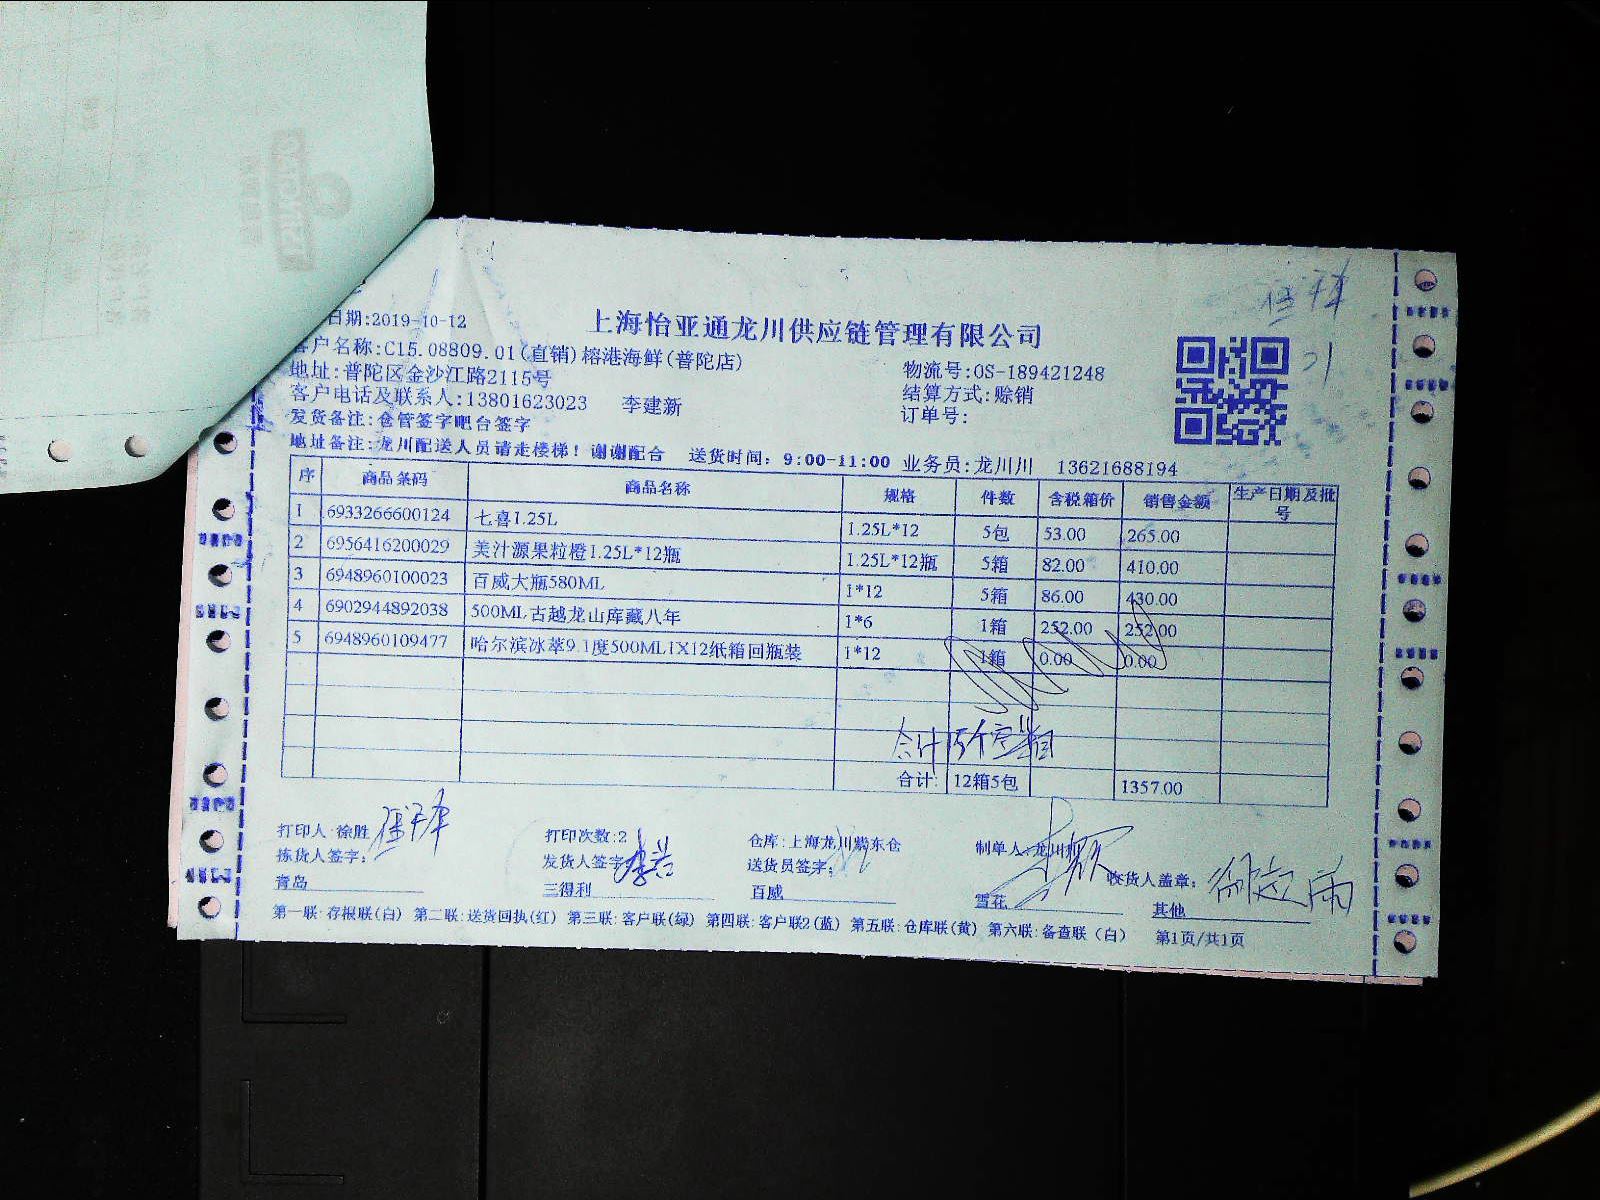 上海怡亚通龙川供应链管理有限公司
日期:2019-10-12
客户名称:C15.08809.01(直销)榕港海鲜(普陀店)
物流号:OS-189421248
地址:普陀区金沙江路2115号
结算方式:赊销
客户电话及联系人:13801623023 李建新
订单号:
发货备注:仓管签字吧台签字
地址备注:龙川配送人员请走楼梯！谢谢配合 送货时间：9:00-11:00 业务员:龙川川 13621688194
序 商品条码 商品名称 规格 件数 含税箱价 销售金额 生产日期及批号
1 6933266600124 七喜1.25L 1.25L*12 5包 53.00 265.00
2 6956416200029 美汁源果粒橙1.25L*12瓶 1.25L*12瓶 5箱 82.00 410.00
3 6948960100023 百威大瓶580ML 1*12 5箱 86.00 430.00
4 6902944892038 500ML古越龙山库藏八年 1*6 1箱 252.00 252.00
5 6948960109477 哈尔滨冰萃9.1度500ML1X12纸箱回瓶装 1*12 1箱 0.00 0.00
合计
合计: 12箱5包 1357.00
打印人:徐胜 打印次数:2 仓库:上海龙川紫东仓 制单人:龙川
拣货人签字: 发货人签字: 送货员签字: 收货人盖章:
青岛 三得利 百威 雪花 其他
第一联:存根联(白) 第二联:送货回执(红) 第三联:客户联(绿) 第四联:客户联2(蓝) 第五联:仓库联(黄) 第六联:备查联(白) 第1页/共1页